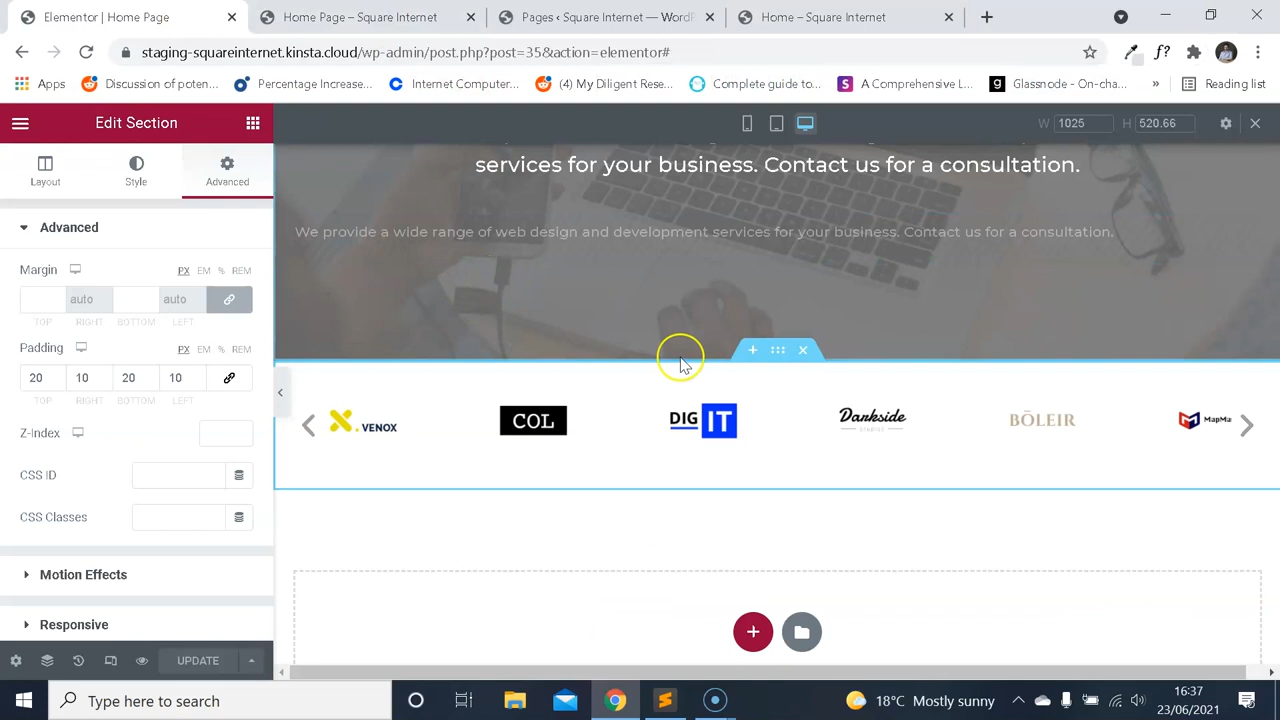 Elementor | Home Page
Home Page – Square Internet
Pages ‹ Square Internet — WordP
Home – Square Internet
staging-squareinternet.kinsta.cloud/wp-admin/post.php?post=35&action=elementor#
f?
Apps
Discussion of poten...
Percentage Increase...
Internet Computer...
(4) My Diligent Rese...
Complete guide to...
A Comprehensive L...
Glassnode - On-cha...
»
Reading list
Edit Section
W 1025 H 520.66
Layout
Style
Advanced
services for your business. Contact us for a consultation.
Advanced
We provide a wide range of web design and development services for your business. Contact us for a consultation.
Margin
PX EM % REM
auto auto
TOP RIGHT BOTTOM LEFT
Padding
PX EM % REM
20 10 20 10
TOP RIGHT BOTTOM LEFT
X.VENOX
COL
DIG IT
Darkside
BŌLEIR
MapMa
Z-Index
CSS ID
CSS Classes
Motion Effects
Responsive
UPDATE
Type here to search
18°C Mostly sunny
16:37
23/06/2021